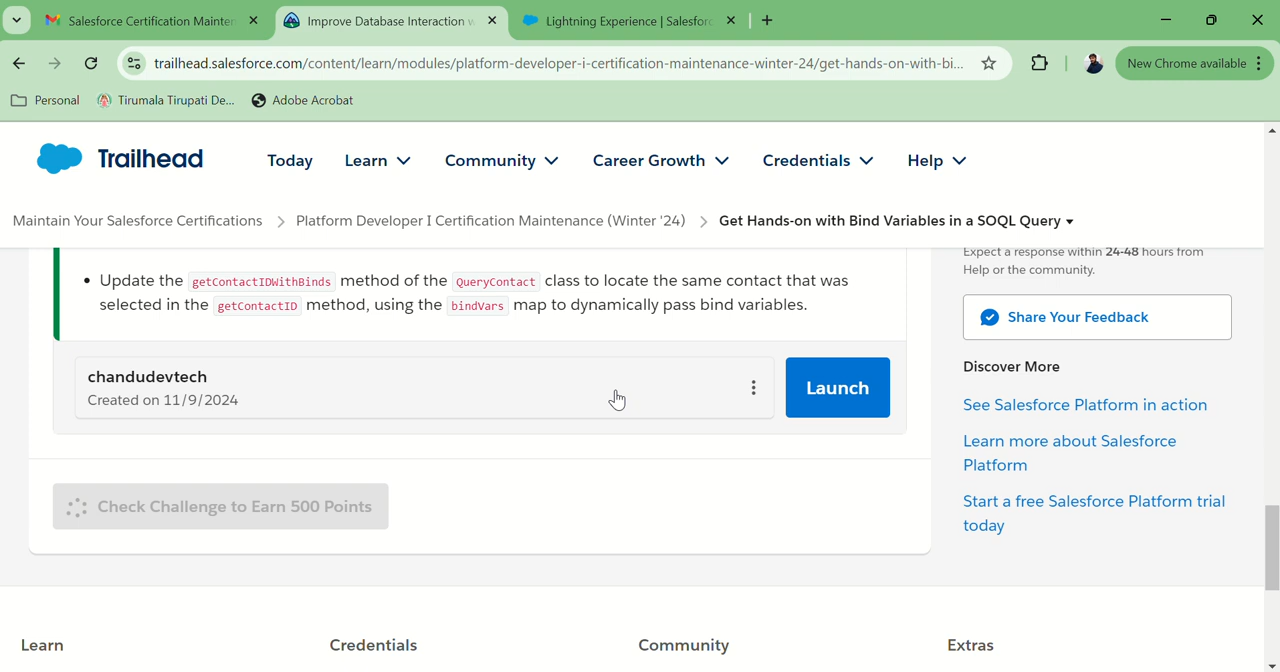 Salesforce Certification Mainten
Improve Database Interaction w
Lightning Experience | Salesforc
trailhead.salesforce.com/content/learn/modules/platform-developer-i-certification-maintenance-winter-24/get-hands-on-with-bi...
New Chrome available
Personal
Tirumala Tirupati De...
Adobe Acrobat
Trailhead
Today
Learn
Community
Career Growth
Credentials
Help
Maintain Your Salesforce Certifications
Platform Developer I Certification Maintenance (Winter '24)
Get Hands-on with Bind Variables in a SOQL Query
• Update the getContactIDWithBinds method of the QueryContact class to locate the same contact that was
selected in the getContactID method, using the bindVars map to dynamically pass bind variables.
chandudevtech
Created on 11/9/2024
Launch
Check Challenge to Earn 500 Points
Expect a response within 24-48 hours from
Help or the community.
Share Your Feedback
Discover More
See Salesforce Platform in action
Learn more about Salesforce
Platform
Start a free Salesforce Platform trial
today
Learn
Credentials
Community
Extras